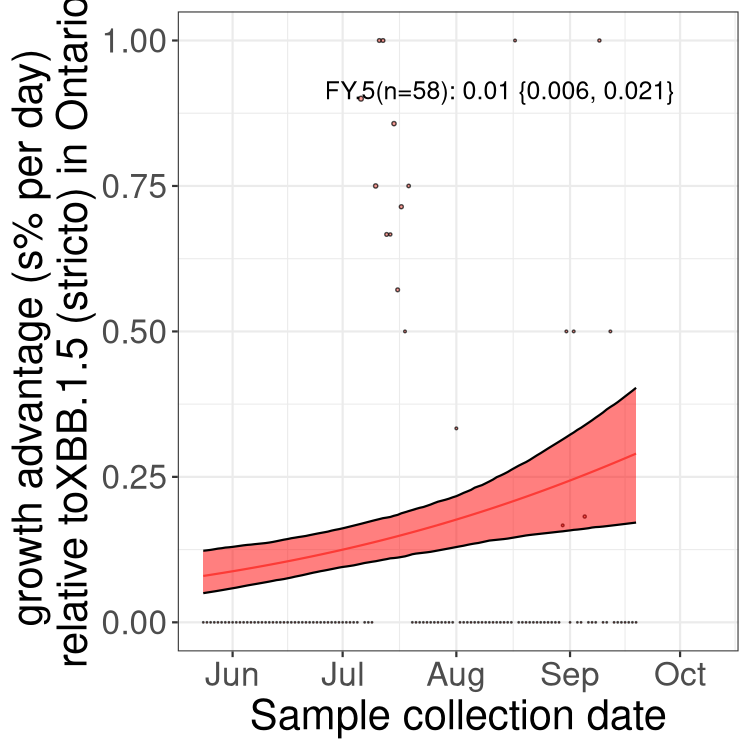 growth advantage (s% per day)
relative toXBB.1.5 (stricto) in Ontario
1.00
0.75
0.50
0.25
0.00
FY.5(n=58): 0.01 {0.006, 0.021}
Jun Jul Aug Sep Oct
Sample collection date